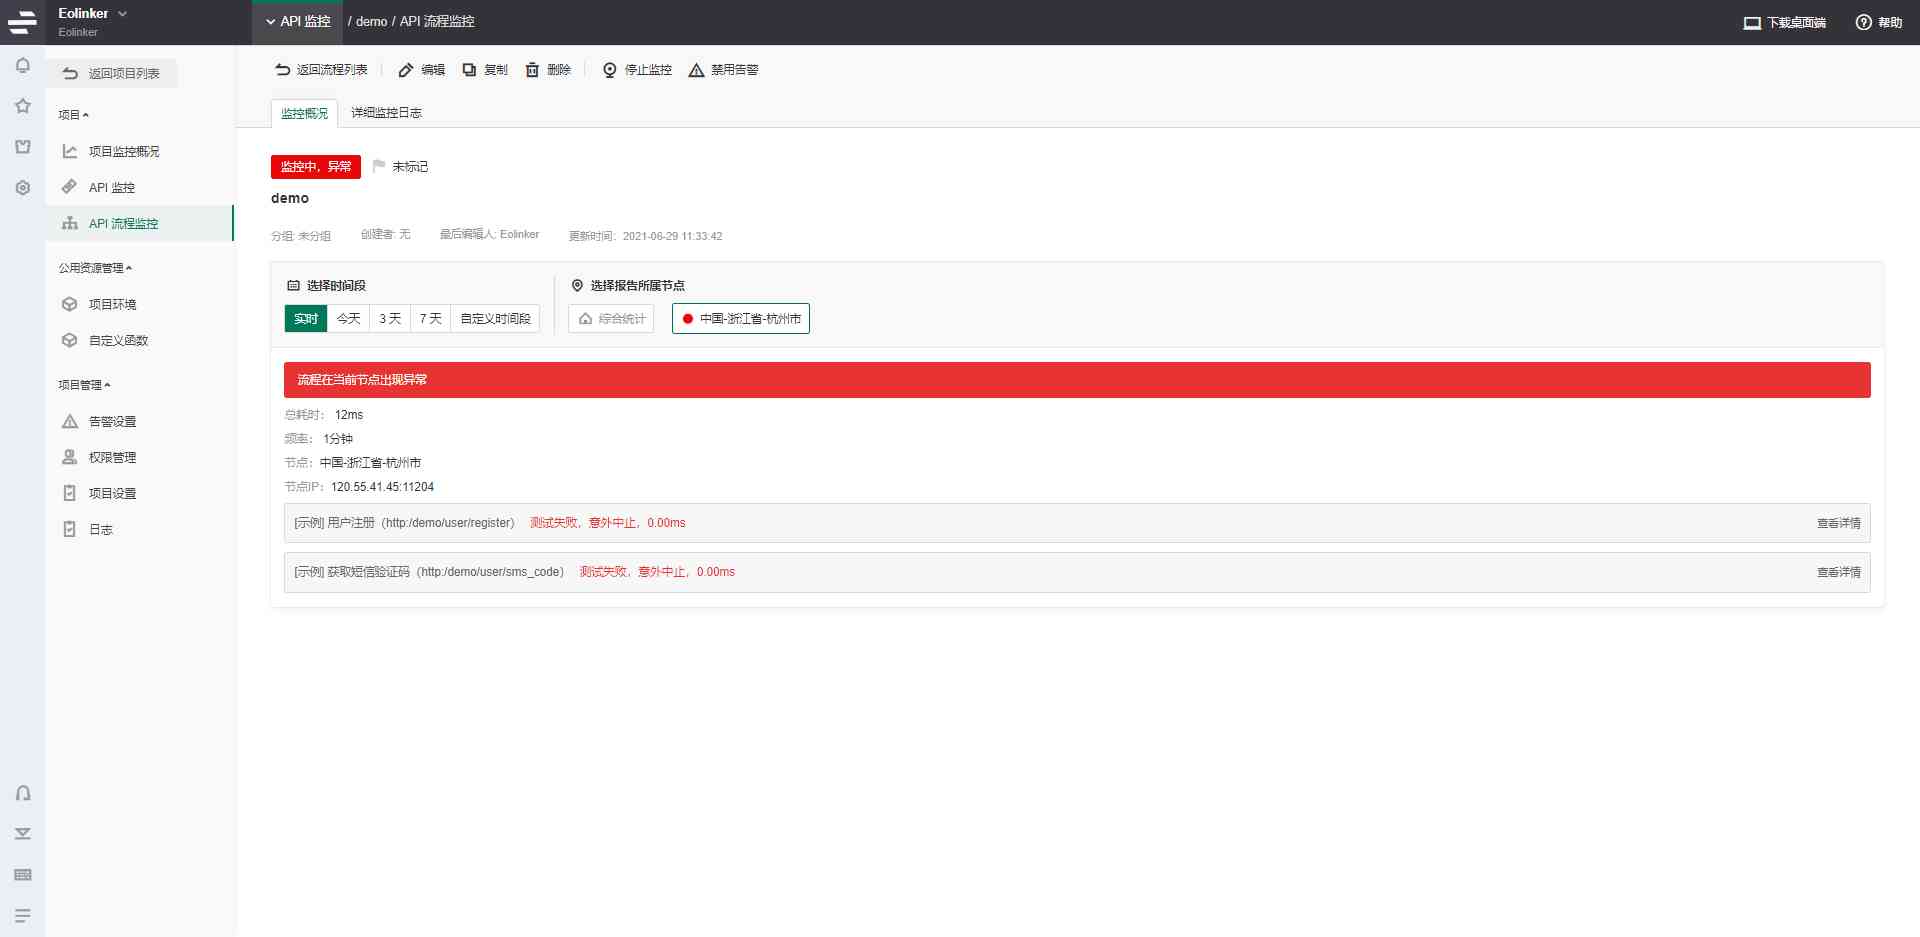 Eolinker
Eolinker
API 监控 / demo / API 流程监控
下载桌面端
帮助
返回项目列表
项目
项目监控概况
API 监控
API 流程监控
公用资源管理
项目环境
自定义函数
项目管理
告警设置
权限管理
项目设置
日志
返回流程列表 编辑 复制 删除 停止监控 禁用告警
监控概况 详细监控日志
监控中，异常 未标记
demo
分组: 未分组 创建者: 无 最后编辑人: Eolinker 更新时间：2021-06-29 11:33:42
选择时间段
实时 今天 3 天 7 天 自定义时间段
选择报告所属节点
综合统计 中国-浙江省-杭州市
流程在当前节点出现异常
总耗时： 12ms
频率： 1分钟
节点：中国-浙江省-杭州市
节点IP：120.55.41.45:11204
[示例] 用户注册（http:/demo/user/register） 测试失败，意外中止，0.00ms 查看详情
[示例] 获取短信验证码（http:/demo/user/sms_code） 测试失败，意外中止，0.00ms 查看详情